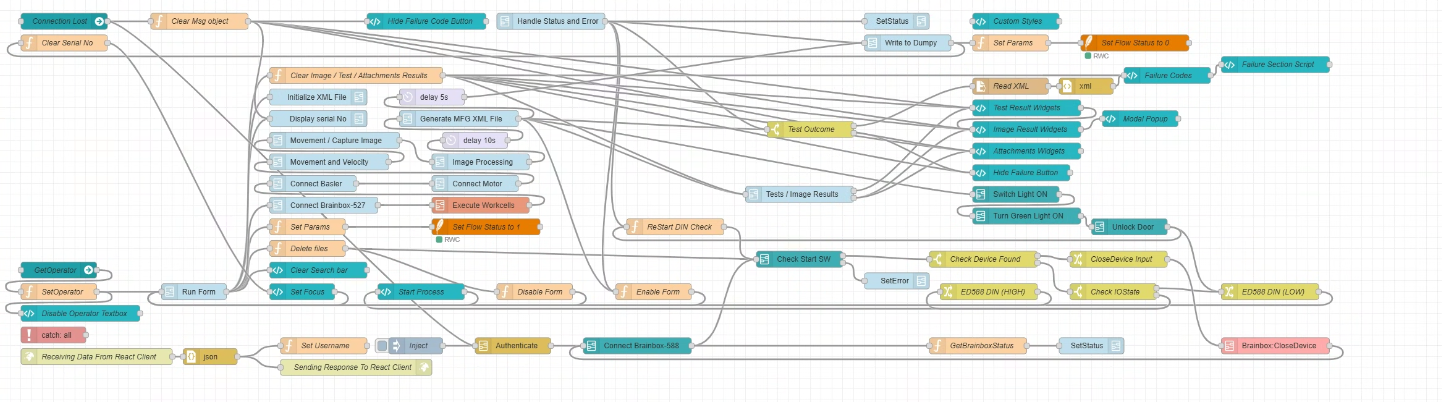 Connection Lost
Clear Msg object
Hide Failure Code Button
Handle Status and Error
SetStatus
Custom Styles
Clear Serial No
Write to Dumpy
Set Params
Set Flow Status to 0
RWC
Failure Section Script
Clear Image / Test / Attachments Results
Failure Codes
Read XML
xml
Initialize XML File
delay 5s
Test Result Widgets
Display serial No
Generate MFG XML File
Modal Popup
Test Outcome
Image Result Widgets
Movement / Capture Image
delay 10s
Attachments Widgets
Movement and Velocity
Image Processing
Hide Failure Button
Connect Basler
Connect Motor
Tests / Image Results
Switch Light ON
Connect Brainbox-527
Execute Workcells
Turn Green Light ON
Set Params
Set Flow Status to 1
RWC
ReStart DIN Check
Unlock Door
Delete files
Check Start SW
Check Device Found
CloseDevice Input
GetOperator
Clear Search bar
SetError
SetOperator
Run Form
Set Focus
Start Process
Disable Form
Enable Form
ED588 DIN (HIGH)
Check IOState
ED588 DIN (LOW)
Disable Operator Textbox
catch: all
Set Username
Inject
Authenticate
Connect Brainbox-588
GetBrainboxStatus
SetStatus
Brainbox:CloseDevice
Receiving Data From React Client
json
Sending Response To React Client